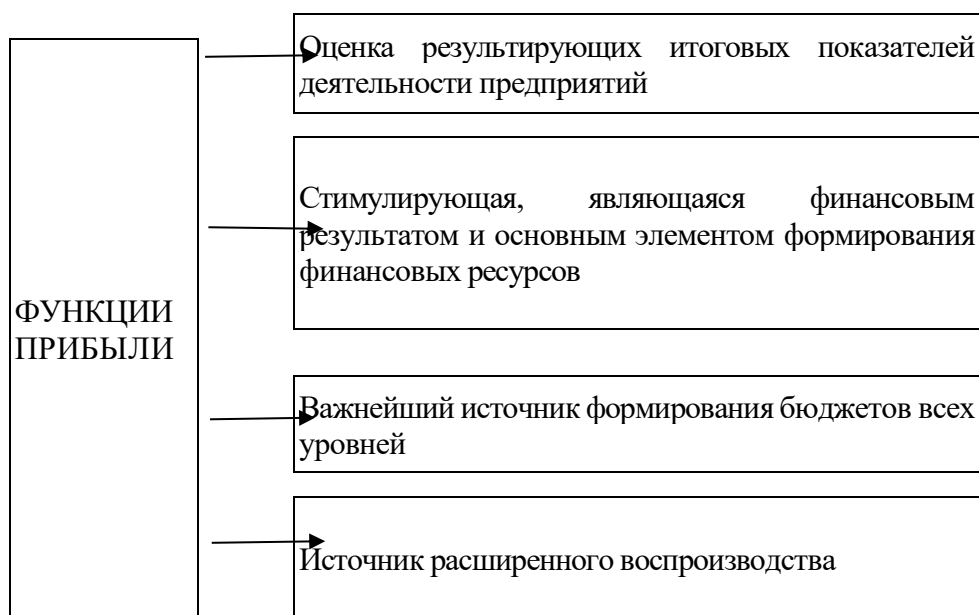 Оценка результирующих итоговых показателей
деятельности предприятий
Стимулирующая, являющаяся финансовым
результатом и основным элементом формирования
финансовых ресурсов
ФУНКЦИИ
ПРИБЫЛИ
Важнейший источник формирования бюджетов всех
уровней
Источник расширенного воспроизводства